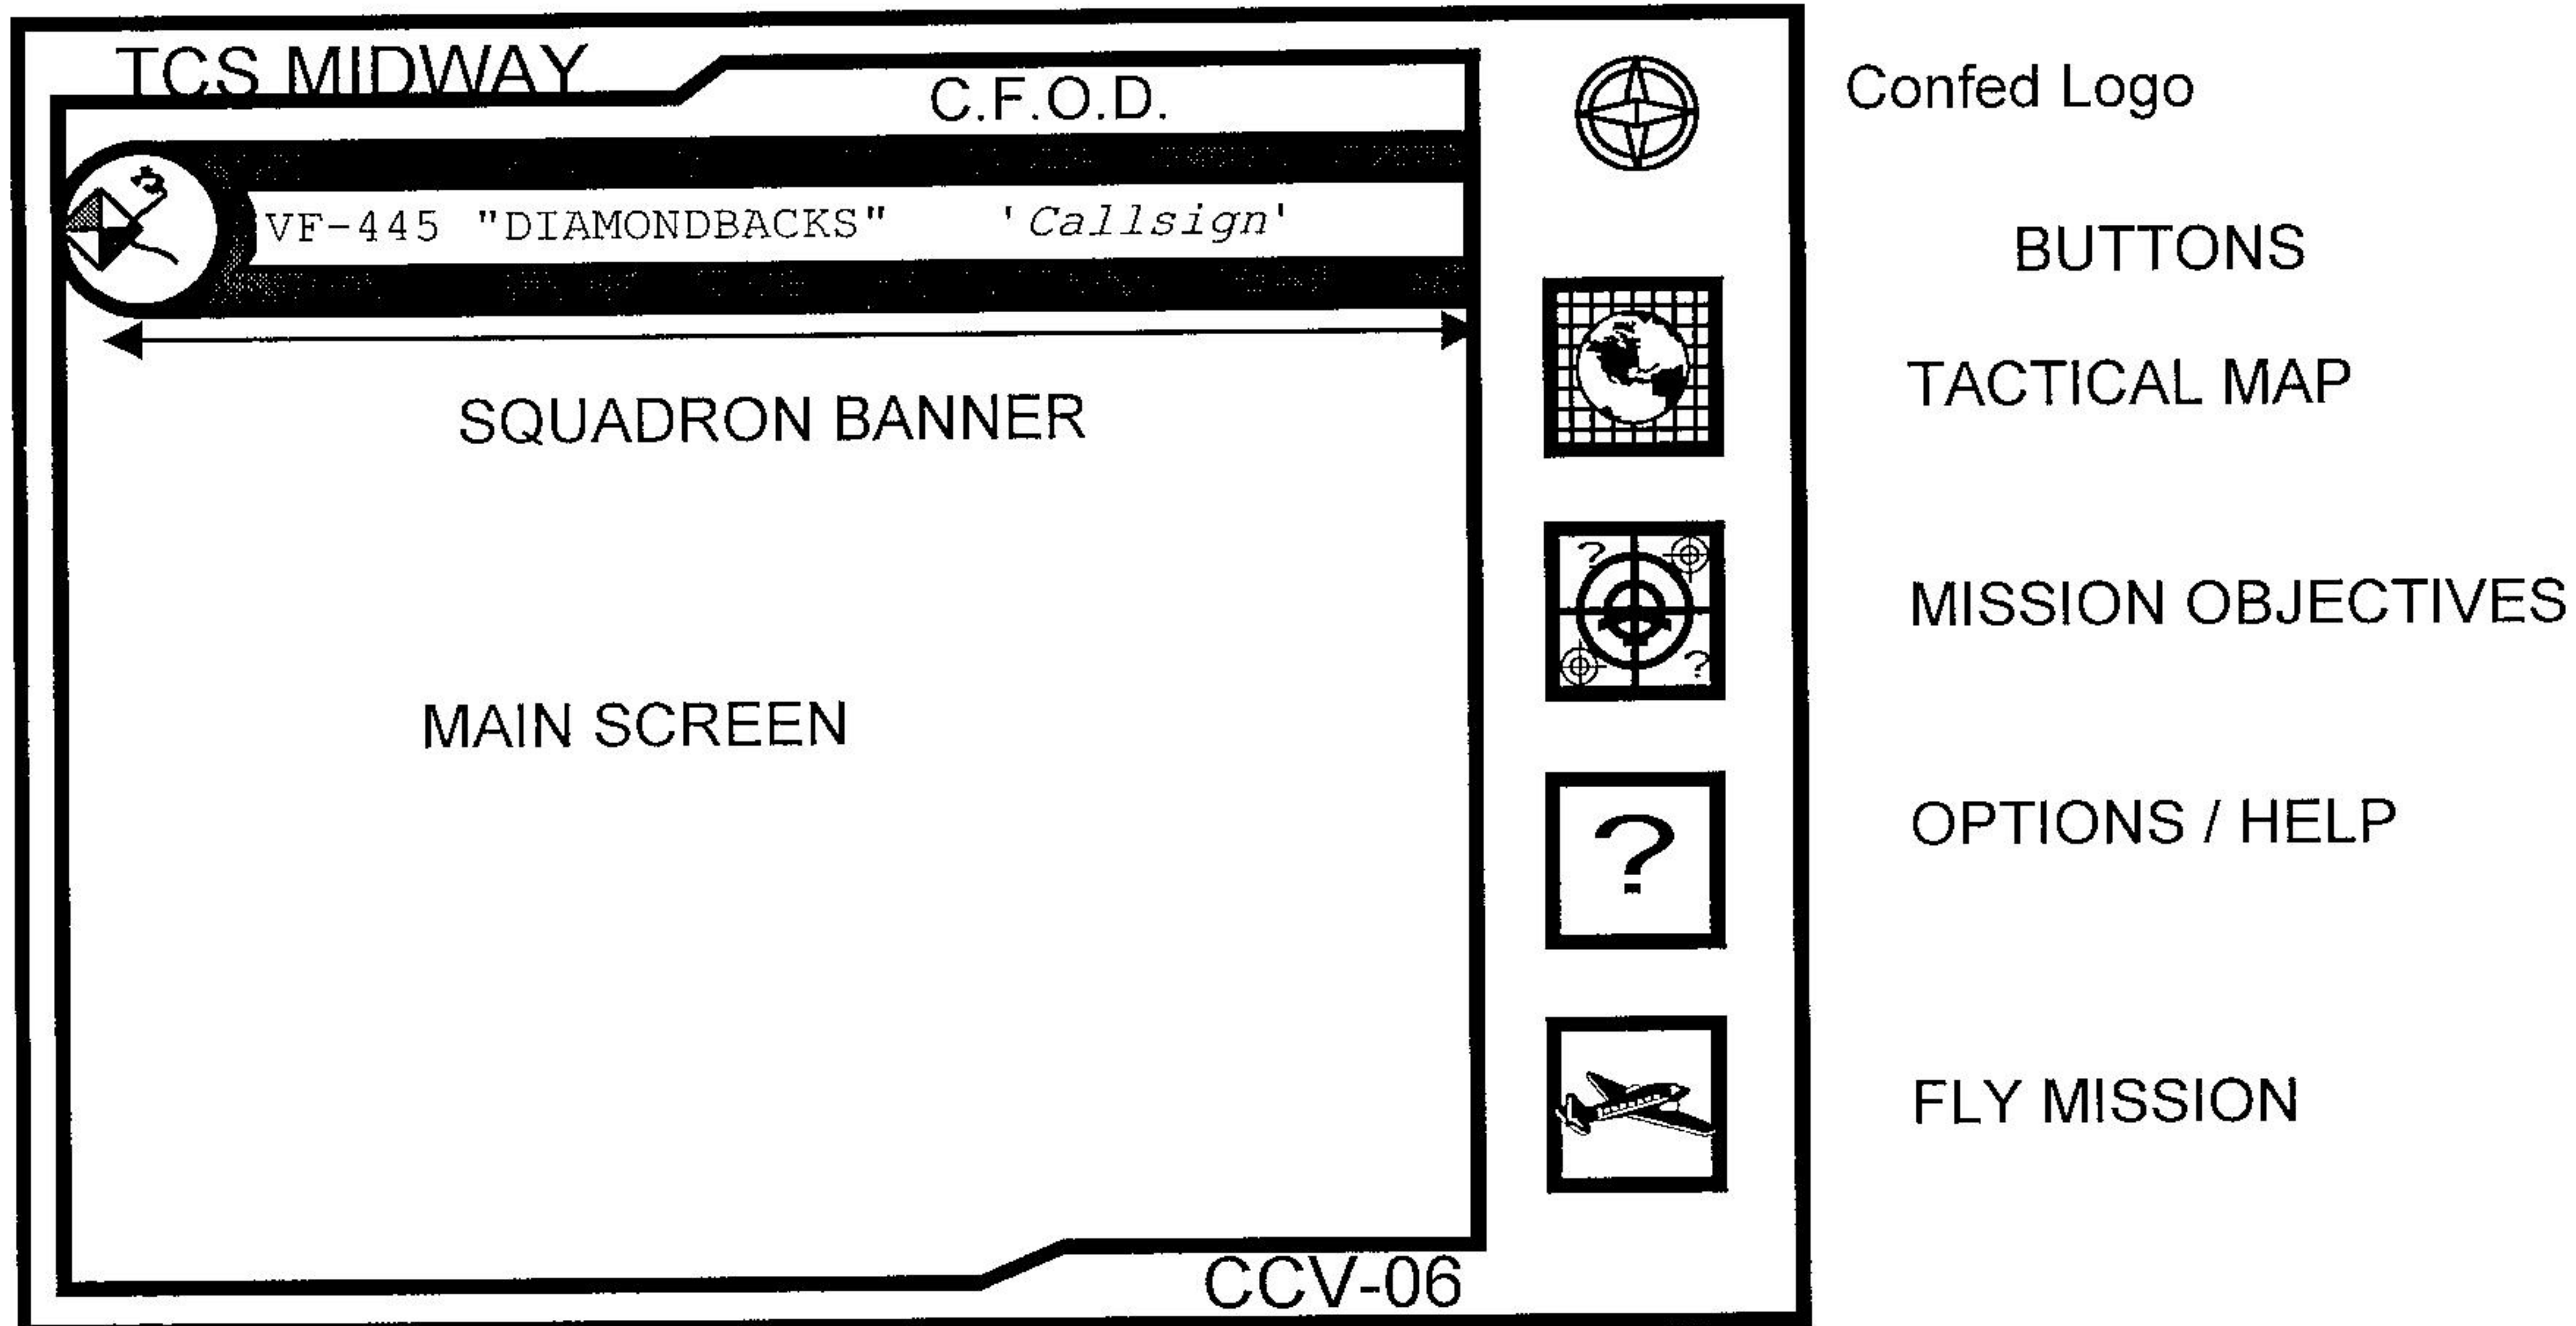 TCS MIDWAY
C.F.O.D.
Confed Logo
VF-445 "DIAMONDBACKS" 'Callsign'
BUTTONS
TACTICAL MAP
SQUADRON BANNER
? ?
MISSION OBJECTIVES
MAIN SCREEN
?
OPTIONS / HELP
FLY MISSION
CCV-06